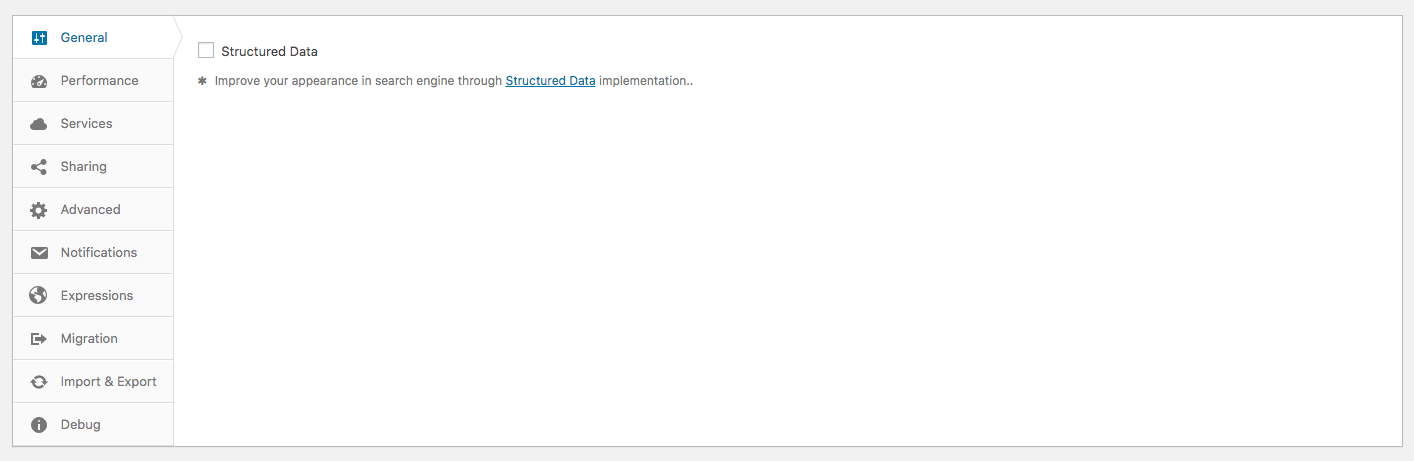 General
Structured Data
✱ Improve your appearance in search engine through Structured Data implementation..
Performance
Services
Sharing
Advanced
Notifications
Expressions
Migration
Import & Export
Debug